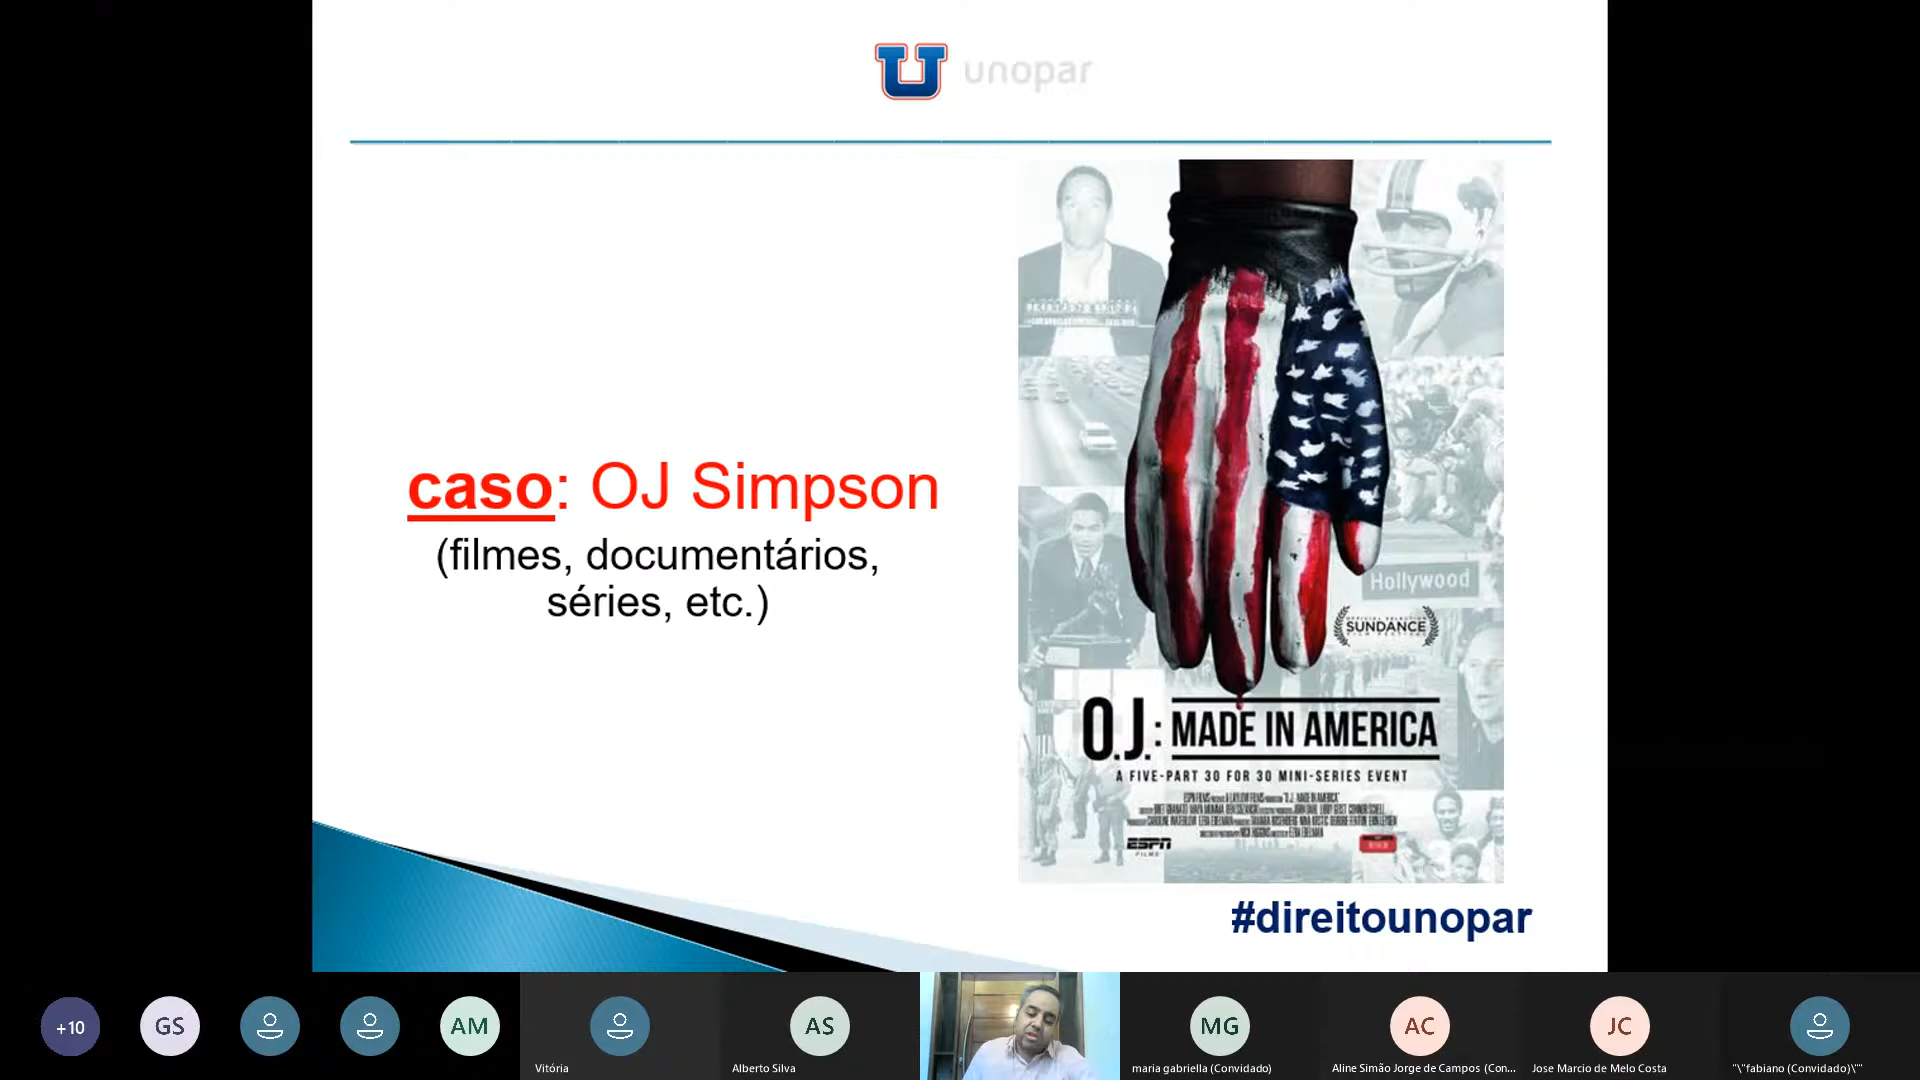 unopar
caso: OJ Simpson
(filmes, documentários,
séries, etc.)
Hollywood
SUNDANCE
O.J.: MADE IN AMERICA
A FIVE-PART 30 FOR 30 MINI-SERIES EVENT
ESPN
FILMS
#direitounopar
+10
GS
AM
AS
MG
AC
JC
Vitória
Alberto Silva
maria gabriella (Convidado)
Aline Simão Jorge de Campos (Con...
Jose Marcio de Melo Costa
"\"fabiano (Convidado)\""